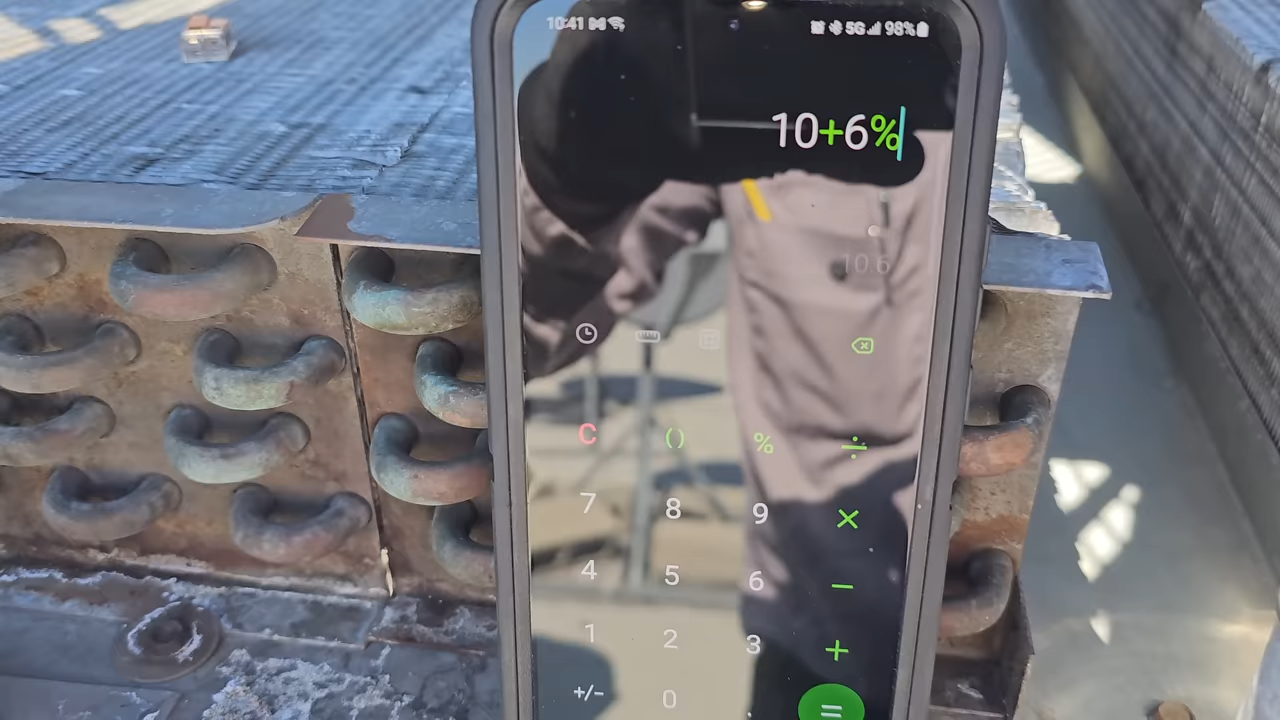 10:41
5G 98%
10+6%
10.6
C () % ÷
7 8 9 ×
4 5 6 −
1 2 3 +
+/− 0 =